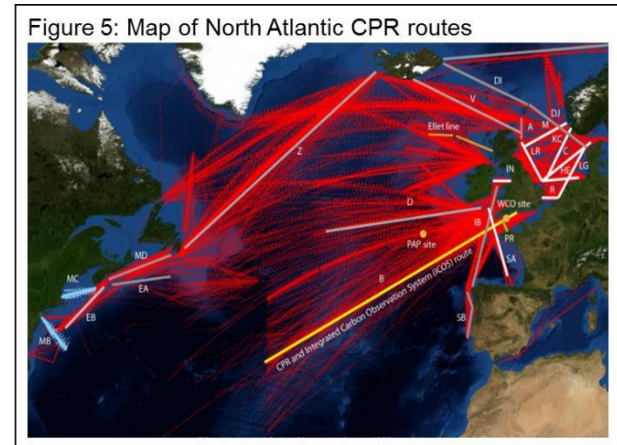 Figure 5: Map of North Atlantic CPR routes
DI
V
DJ
A
M
KC
Ellet line
LR
C
LG
Z
IN
HE
R
D
WCO site
IB
PAP site
PR
MD
B
SA
MC
EA
CPR and Integrated Carbon Observation System (ICOS) route
EB
SB
MB